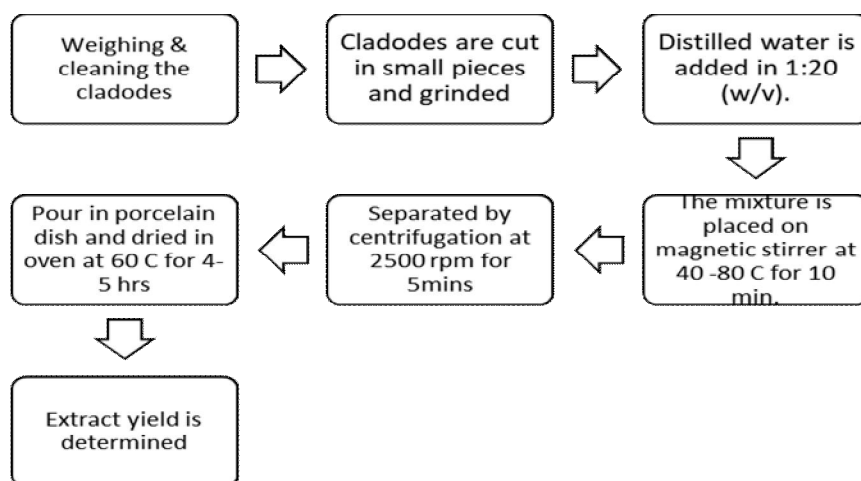 Weighing &
cleaning the
cladodes
Cladodes are cut
in small pieces
and grinded
Distilled water is
added in 1:20
(w/v).
The mixture is
placed on
magnetic stirrer at
40 -80 C for 10
min.
Separated by
centrifugation at
2500 rpm for
5mins
Pour in porcelain
dish and dried in
oven at 60 C for 4-
5 hrs
Extract yield is
determined